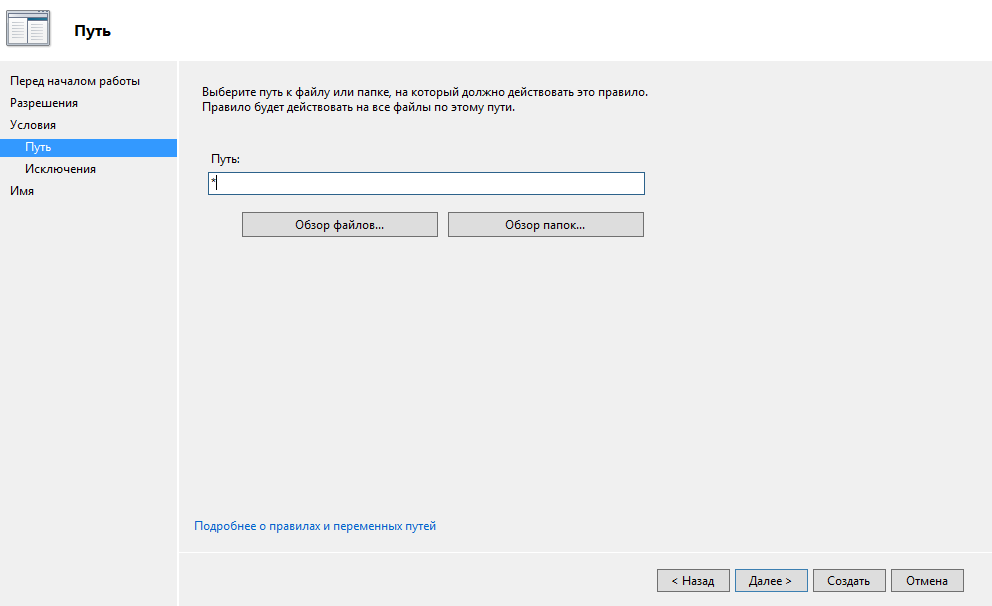 Путь
Перед началом работы
Разрешения
Условия
Путь
Исключения
Имя
Выберите путь к файлу или папке, на который должно действовать это правило.
Правило будет действовать на все файлы по этому пути.
Путь:
*
Обзор файлов... Обзор папок...
Подробнее о правилах и переменных путей
< Назад Далее > Создать Отмена